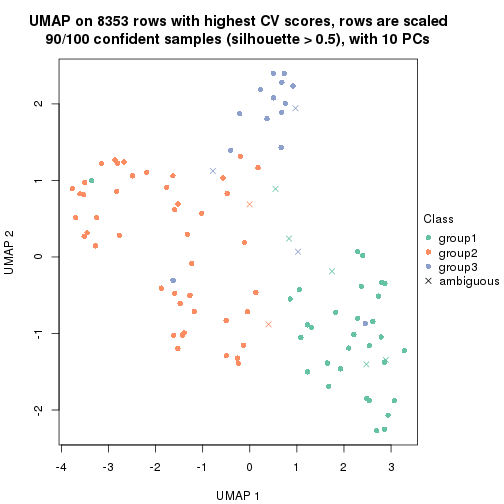 UMAP on 8353 rows with highest CV scores, rows are scaled
90/100 confident samples (silhouette > 0.5), with 10 PCs
UMAP 2
2
1
0
-1
-2
-4
-3
-2
-1
0
1
2
3
UMAP 1
Class
group1
group2
group3
ambiguous